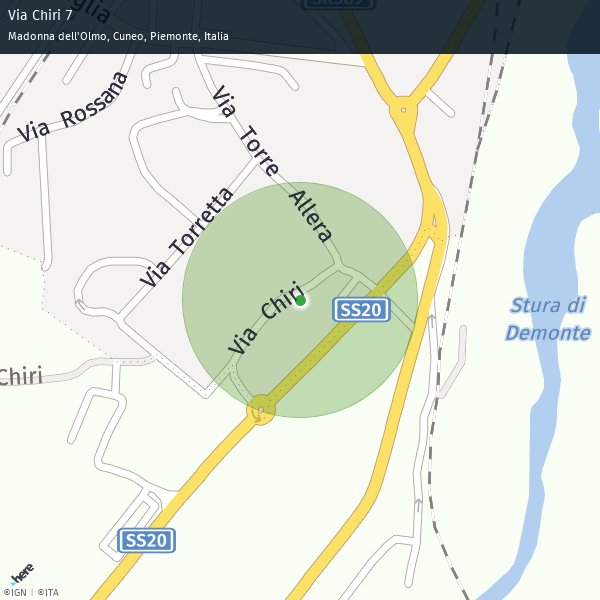 Via Chiri 7
Madonna dell'Olmo, Cuneo, Piemonte, Italia
Via Rossana
Via Torre Allera
Via Torretta
Via Chiri
SS20
Stura di
Demonte
Chiri
SS20
here
©IGN | ©ITA